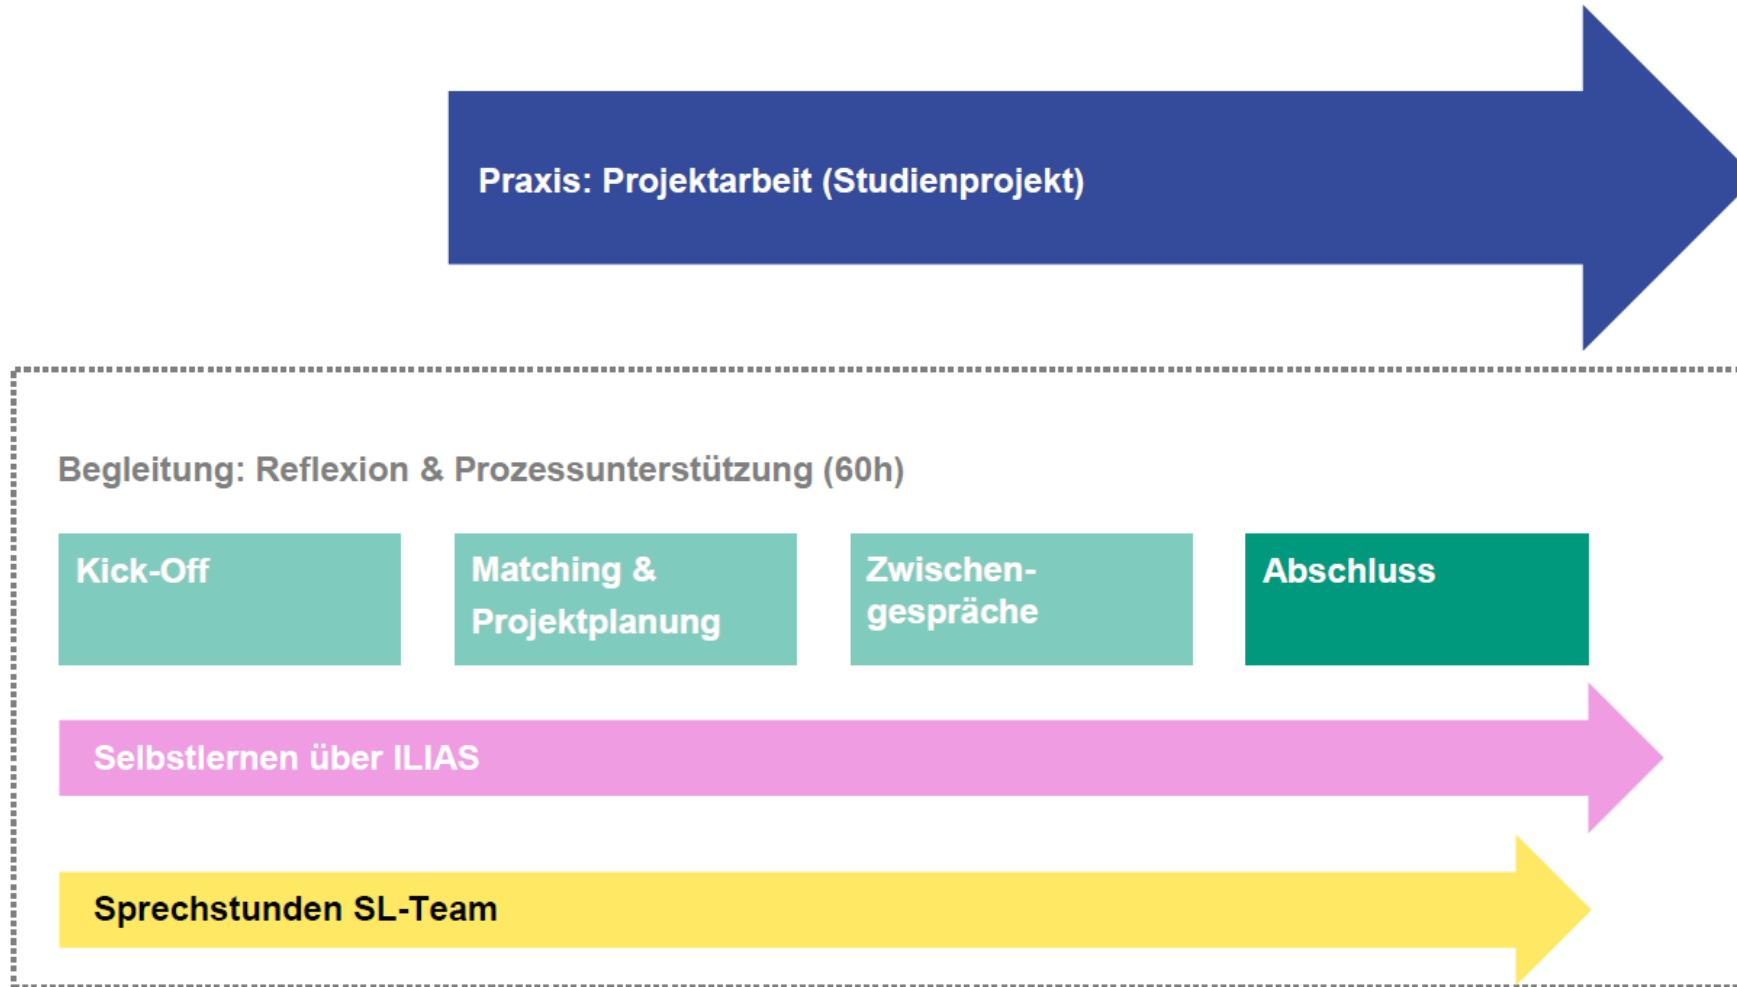 Praxis: Projektarbeit (Studienprojekt)
Begleitung: Reflexion & Prozessunterstützung (60h)
Kick-Off
Matching &
Projektplanung
Zwischen-
gespräche
Abschluss
Selbstlernen über ILIAS
Sprechstunden SL-Team